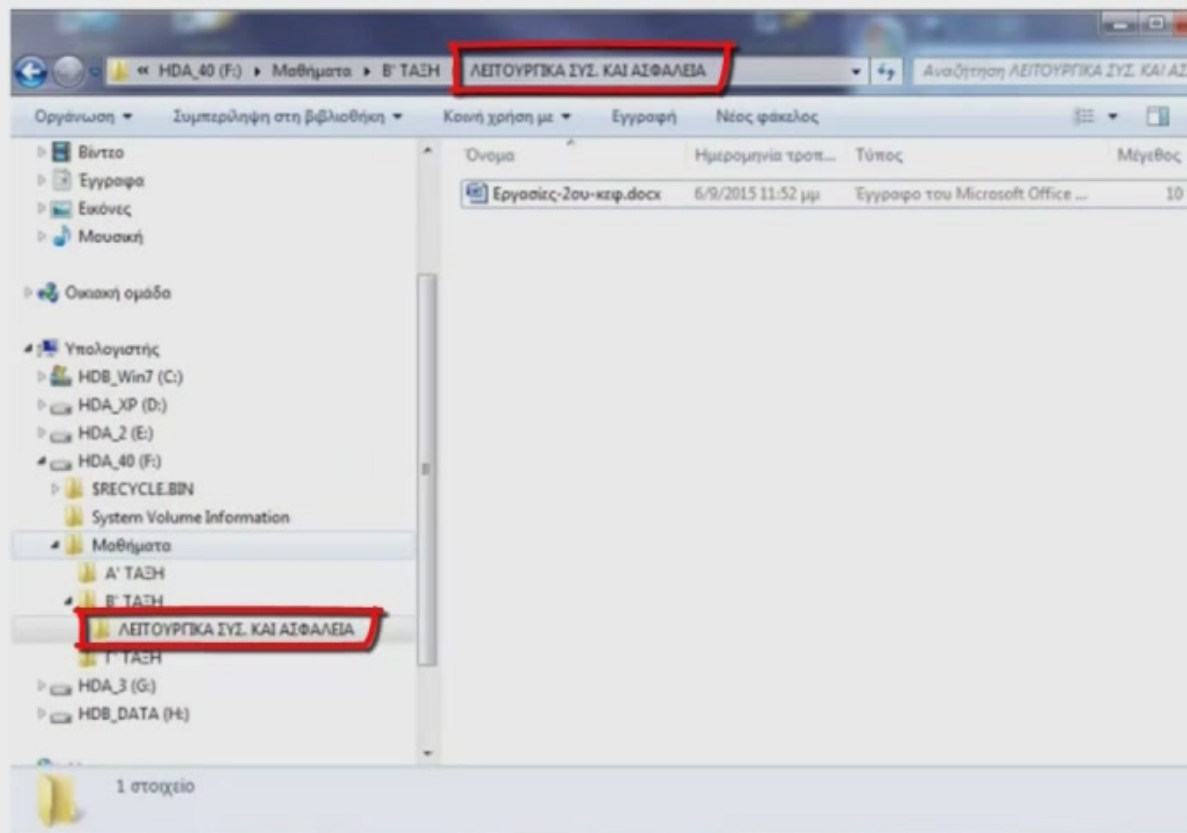 « HDA_40 (F:) ▸ Μαθήματα ▸ Β' ΤΑΞΗ ΛΕΙΤΟΥΡΓΙΚΑ ΣΥΣ. ΚΑΙ ΑΣΦΑΛΕΙΑ Αναζήτηση ΛΕΙΤΟΥΡΓΙΚΑ ΣΥΣ. ΚΑΙ ΑΣ
Οργάνωση Συμπερίληψη στη βιβλιοθήκη Κοινή χρήση με Εγγραφή Νέος φάκελος
Βίντεο
Έγγραφα
Εικόνες
Μουσική
Οικιακή ομάδα
Υπολογιστής
HDB_Win7 (C:)
HDA_XP (D:)
HDA_2 (E:)
HDA_40 (F:)
$RECYCLE.BIN
System Volume Information
Μαθήματα
Α' ΤΑΞΗ
Β' ΤΑΞΗ
ΛΕΙΤΟΥΡΓΙΚΑ ΣΥΣ. ΚΑΙ ΑΣΦΑΛΕΙΑ
Γ' ΤΑΞΗ
HDA_3 (G:)
HDB_DATA (H:)
Όνομα Ημερομηνία τροπ... Τύπος Μέγεθος
Εργασίες-2ου-κεφ.docx 6/9/2015 11:52 μμ Έγγραφο του Microsoft Office ... 10
1 στοιχείο